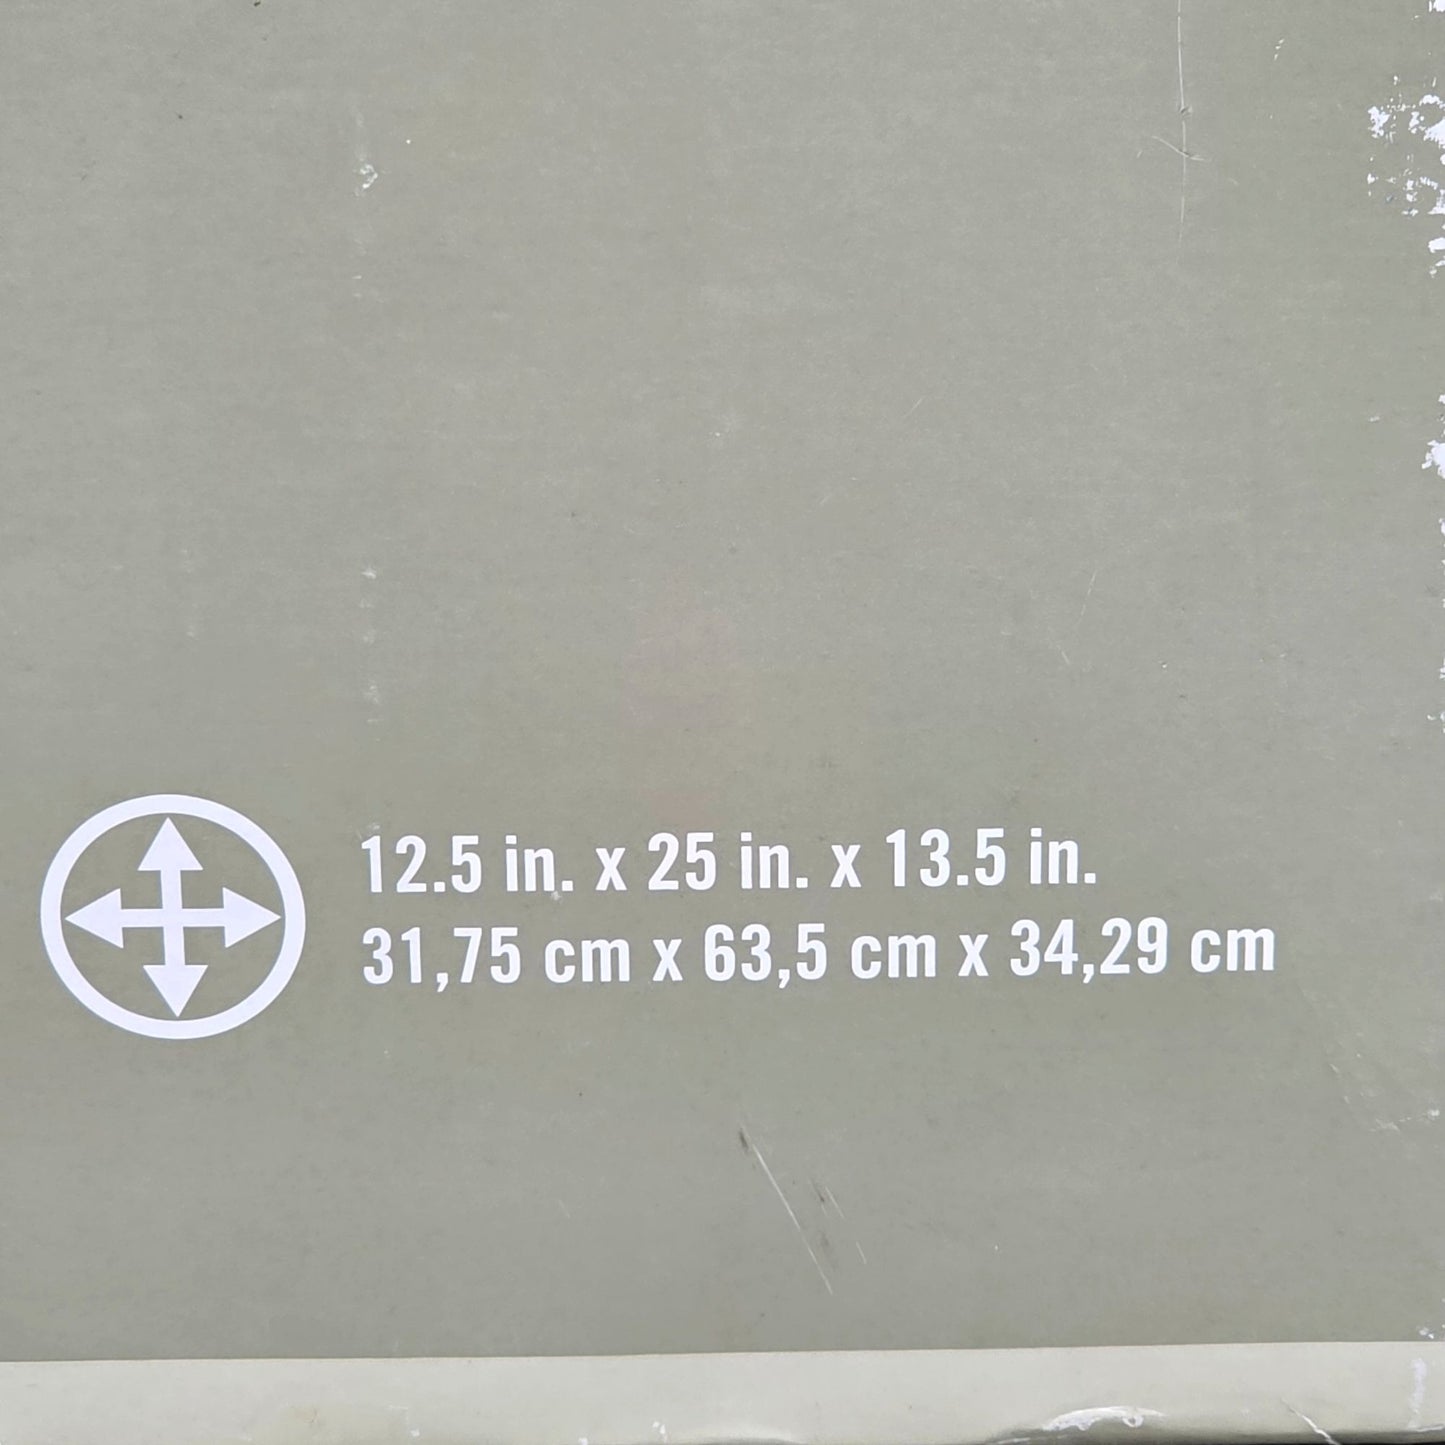 12.5 in. x 25 in. x 13.5 in.
31,75 cm x 63,5 cm x 34,29 cm